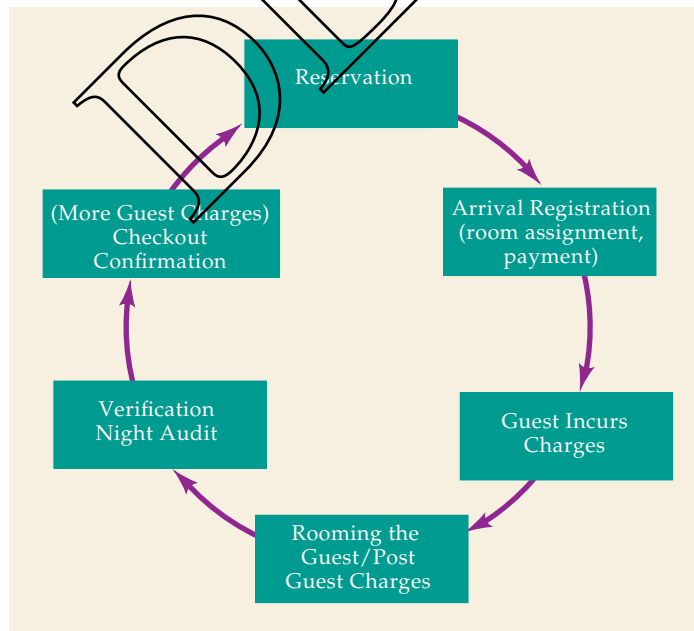 Reservation
Arrival Registration
(room assignment,
payment)
Guest Incurs
Charges
Rooming the
Guest/Post
Guest Charges
Verification
Night Audit
(More Guest Charges)
Checkout
Confirmation